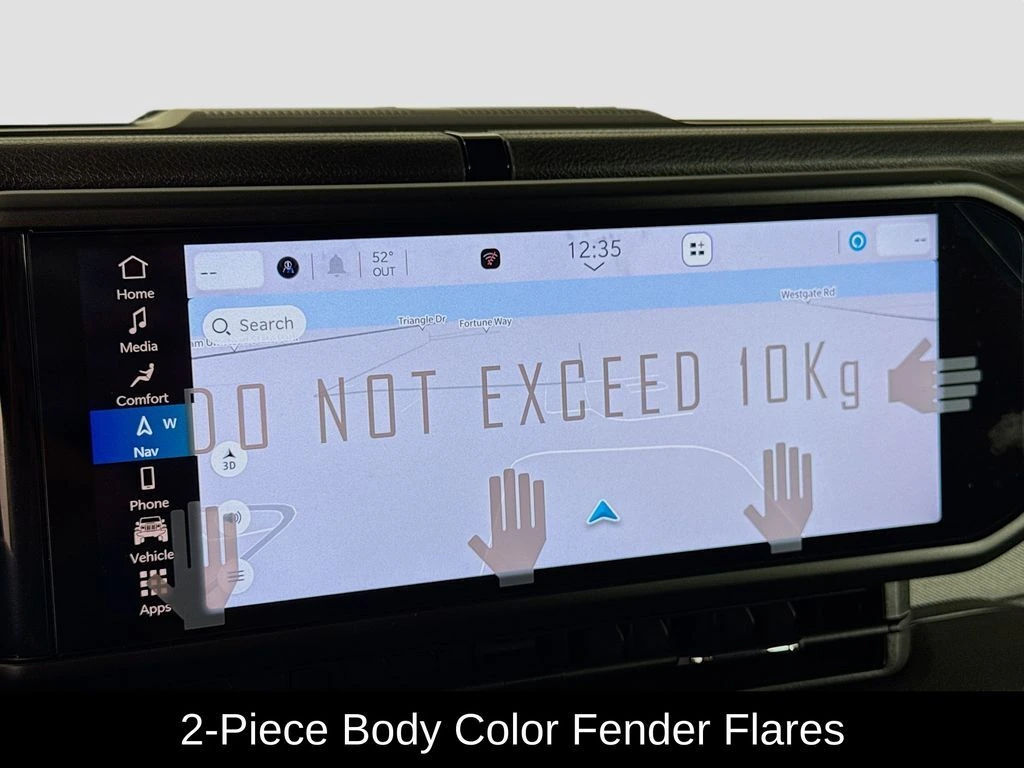 52°
OUT
12:35
--
--
Home
Media
Comfort
W
Nav
Phone
Vehicle
Apps
Search
Triangle Dr
Fortune Way
Westgate Rd
DO NOT EXCEED 10Kg
3D
2-Piece Body Color Fender Flares